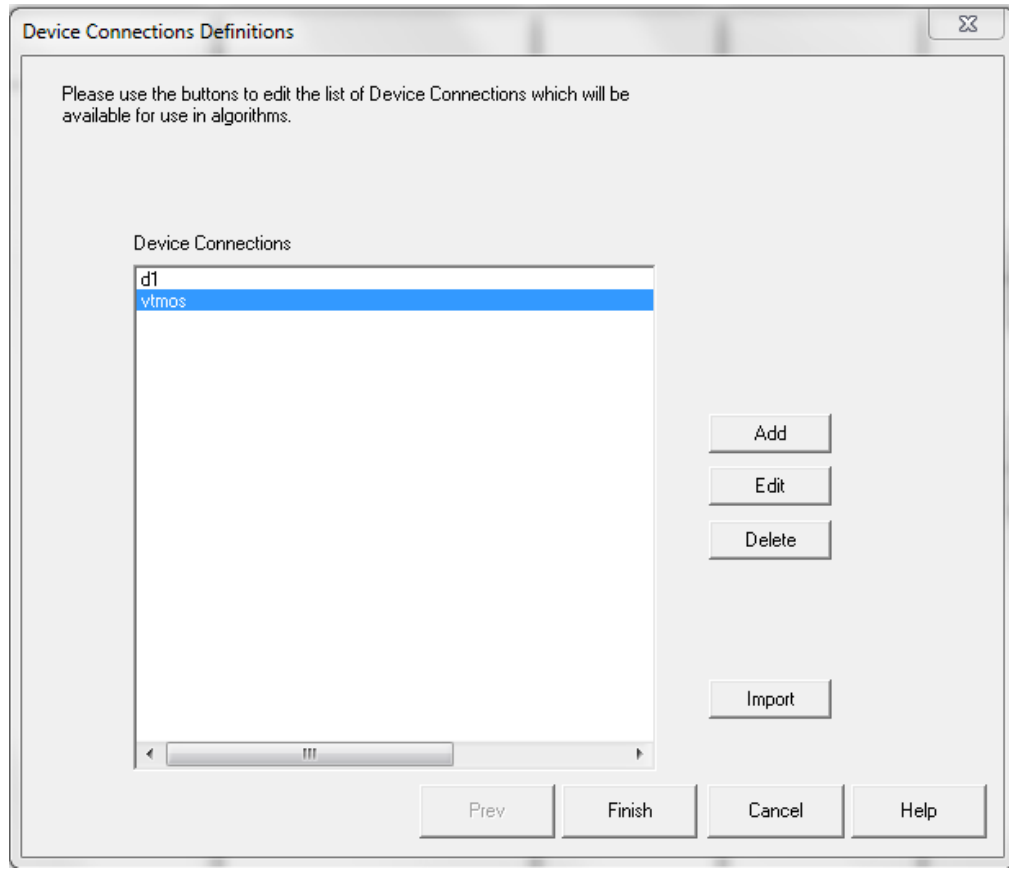 Device Connections Definitions
Please use the buttons to edit the list of Device Connections which will be
available for use in algorithms.
Device Connections
d1
vtmos
Add
Edit
Delete
Import
Prev
Finish
Cancel
Help